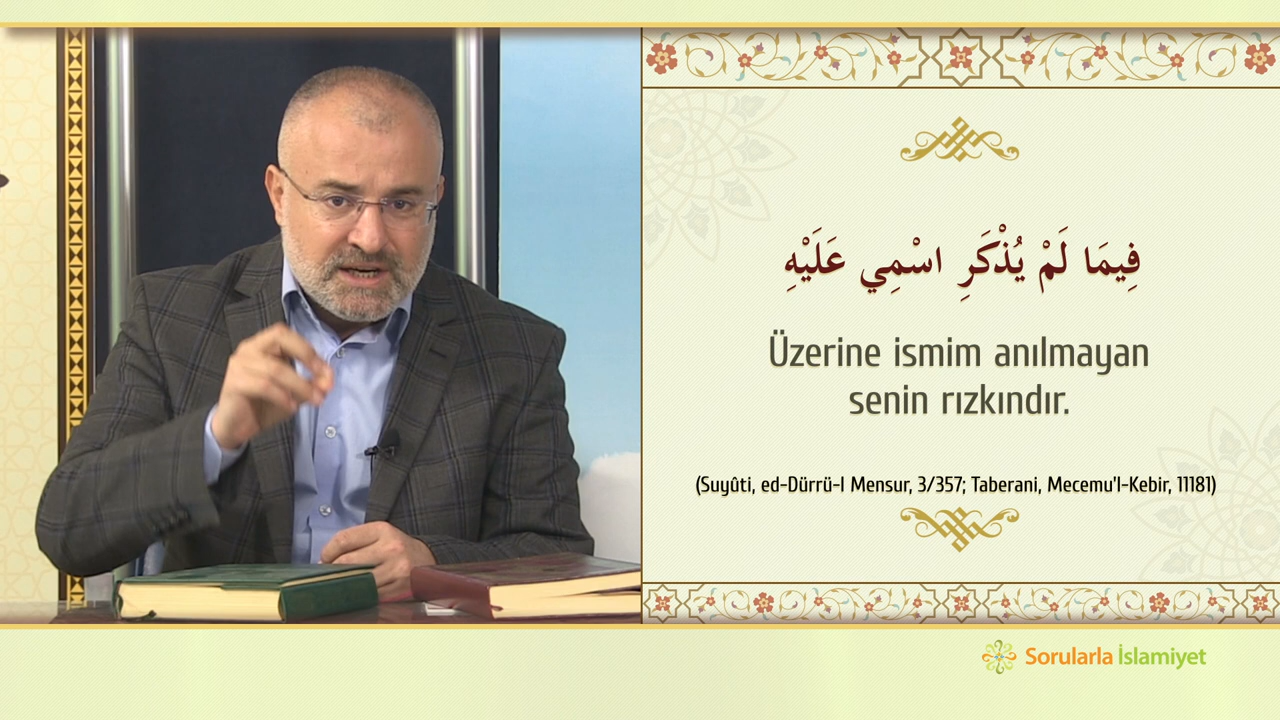 فِيمَا لَمْ يُذْكَرِ اسْمِي عَلَيْهِ
Üzerine ismim anılmayan
senin rızkındır.
(Suyûti, ed-Dürrü-l Mensur, 3/357; Taberani, Mecemu'l-Kebir, 11181)
Sorularla İslamiyet